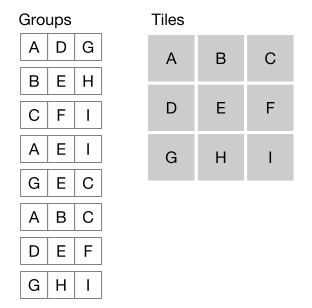 Groups
A D G
B E H
C F I
A E I
G E C
A B C
D E F
G H I
Tiles
A B C
D E F
G H I